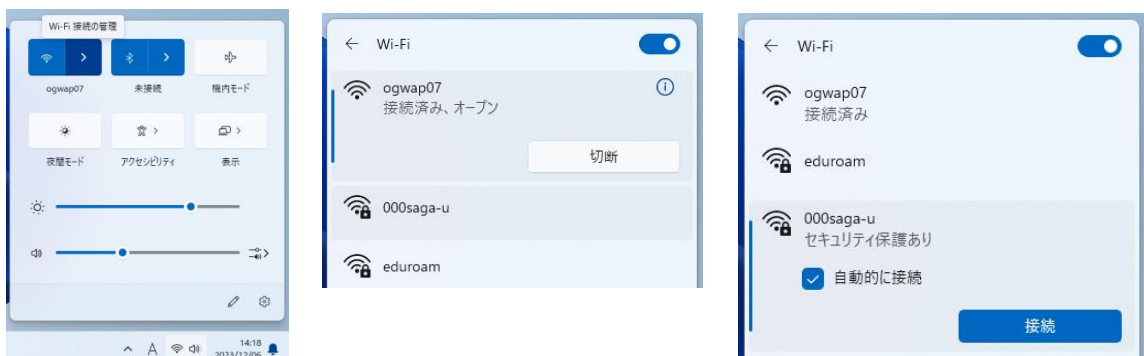 Wi-Fi 接続の管理
ogwap07
未接続
機内モード
夜間モード
アクセシビリティ
表示
A
14:18
2023/12/06
Wi-Fi
ogwap07
接続済み、オープン
切断
000saga-u
eduroam
Wi-Fi
ogwap07
接続済み
eduroam
000saga-u
セキュリティ保護あり
自動的に接続
接続